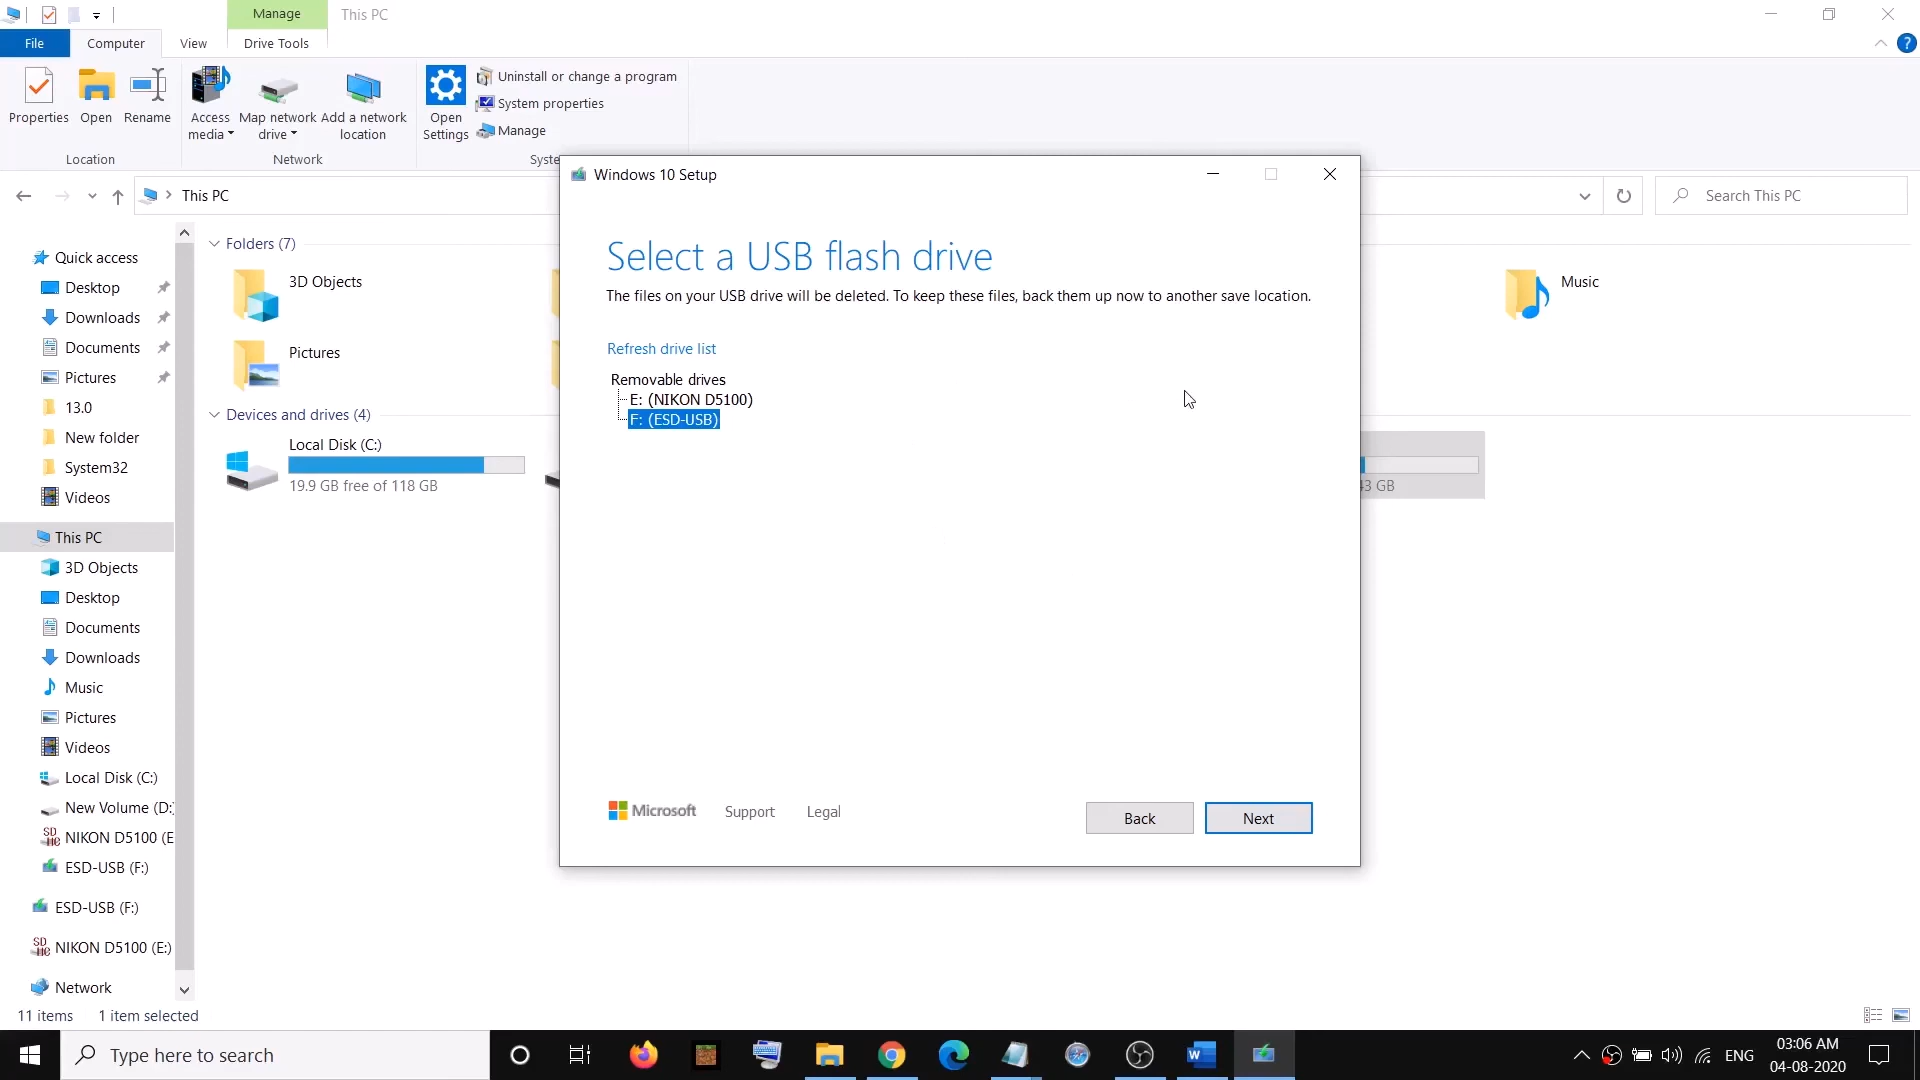 Manage
This PC
File
Computer
View
Drive Tools
Properties
Open
Rename
Access media
Map network drive
Add a network location
Open Settings
Uninstall or change a program
System properties
Manage
Location
Network
This PC
Search This PC
Quick access
Desktop
Downloads
Documents
Pictures
13.0
New folder
System32
Videos
This PC
3D Objects
Desktop
Documents
Downloads
Music
Pictures
Videos
Local Disk (C:)
New Volume (D:
NIKON D5100 (E
ESD-USB (F:)
ESD-USB (F:)
NIKON D5100 (E:)
Network
11 items
1 item selected
Folders (7)
3D Objects
Pictures
Music
Devices and drives (4)
Local Disk (C:)
19.9 GB free of 118 GB
Windows 10 Setup
Select a USB flash drive
The files on your USB drive will be deleted. To keep these files, back them up now to another save location.
Refresh drive list
Removable drives
E: (NIKON D5100)
F: (ESD-USB)
Microsoft
Support
Legal
Back
Next
Type here to search
ENG
03:06 AM
04-08-2020